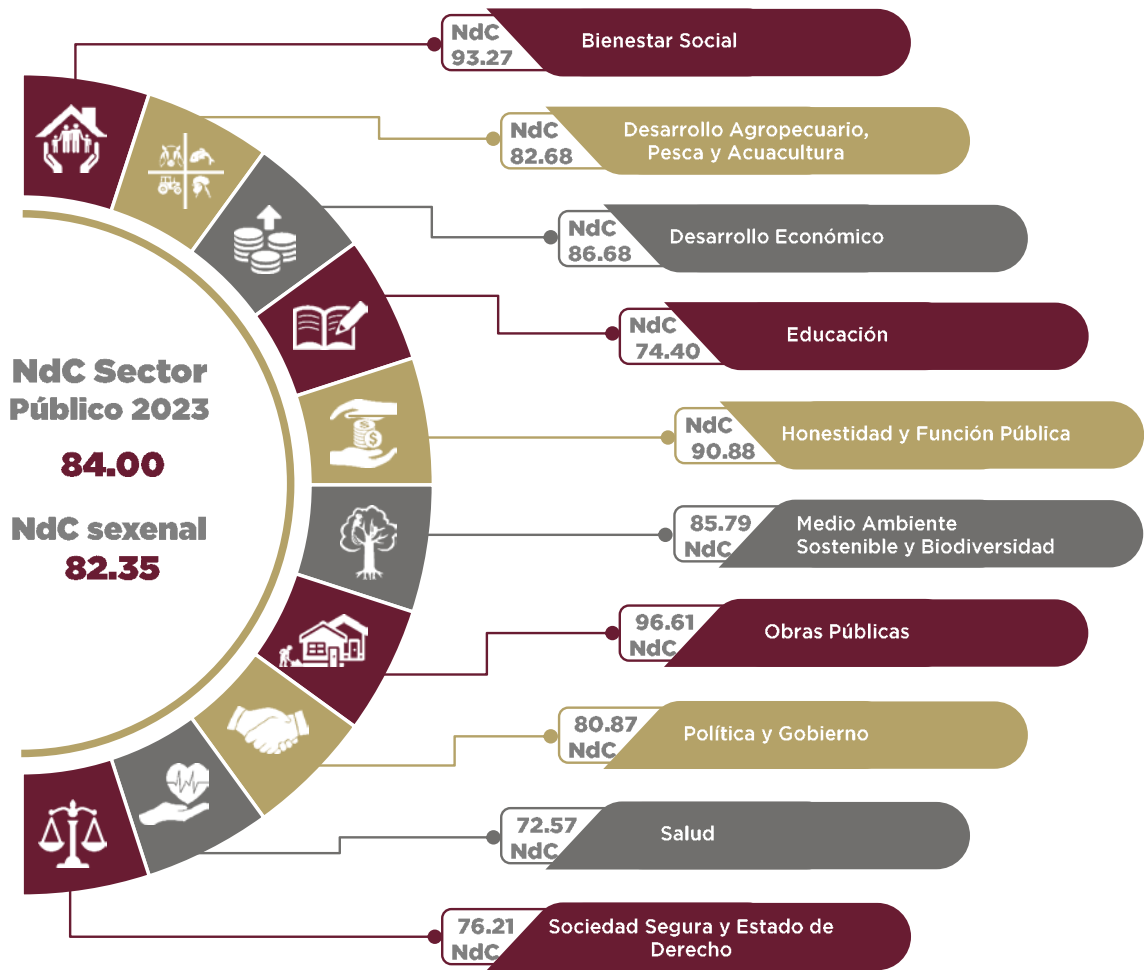 NdC
93.27
Bienestar Social
NdC
82.68
Desarrollo Agropecuario,
Pesca y Acuacultura
NdC
86.68
Desarrollo Económico
NdC
74.40
Educación
NdC Sector
Público 2023
84.00
NdC sexenal
82.35
$
NdC
90.88
Honestidad y Función Pública
85.79
NdC
Medio Ambiente
Sostenible y Biodiversidad
96.61
NdC
Obras Públicas
80.87
NdC
Política y Gobierno
72.57
NdC
Salud
76.21
NdC
Sociedad Segura y Estado de
Derecho